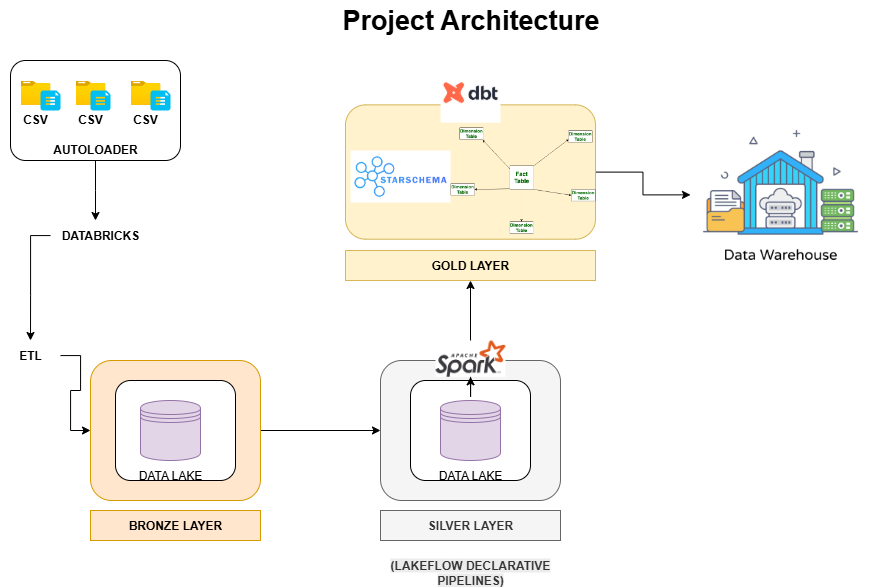 Project Architecture
CSV
CSV
CSV
AUTOLOADER
DATABRICKS
ETL
DATA LAKE
BRONZE LAYER
APACHE
Spark
DATA LAKE
SILVER LAYER
(LAKEFLOW DECLARATIVE
PIPELINES)
dbt
STARSCHEMA
Dimension
Table
Dimension
Table
Fact
Table
Dimension
Table
Dimension
Table
Dimension
Table
GOLD LAYER
Data Warehouse